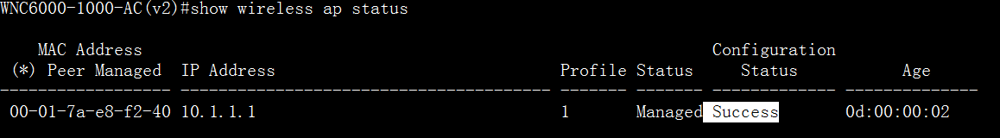 WNC6000-1000-AC(v2)#show wireless ap status
MAC Address Configuration
(*) Peer Managed IP Address Profile Status Status Age
------------------ --------------------------------------- ------- ------- ------------- --------------
00-01-7a-e8-f2-40 10.1.1.1 1 Managed Success 0d:00:00:02